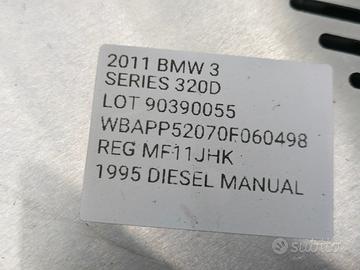 2011 BMW 3
SERIES 320D
LOT 90390055
WBAPP52070F060498
REG MF11JHK
1995 DIESEL MANUAL
subito